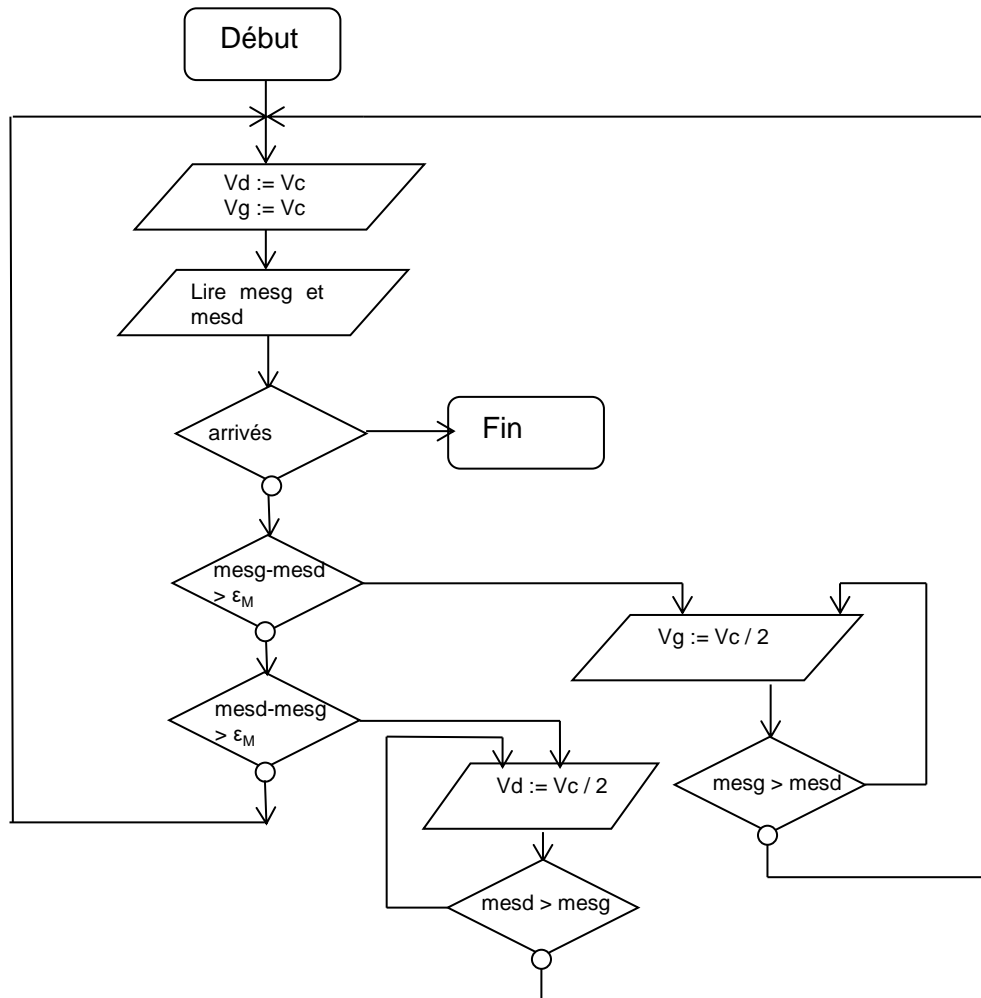 Début
Vd := Vc
Vg := Vc
Lire mesg et
mesd
arrivés
Fin
mesg-mesd
> εM
Vg := Vc / 2
mesd-mesg
> εM
mesg > mesd
Vd := Vc / 2
mesd > mesg